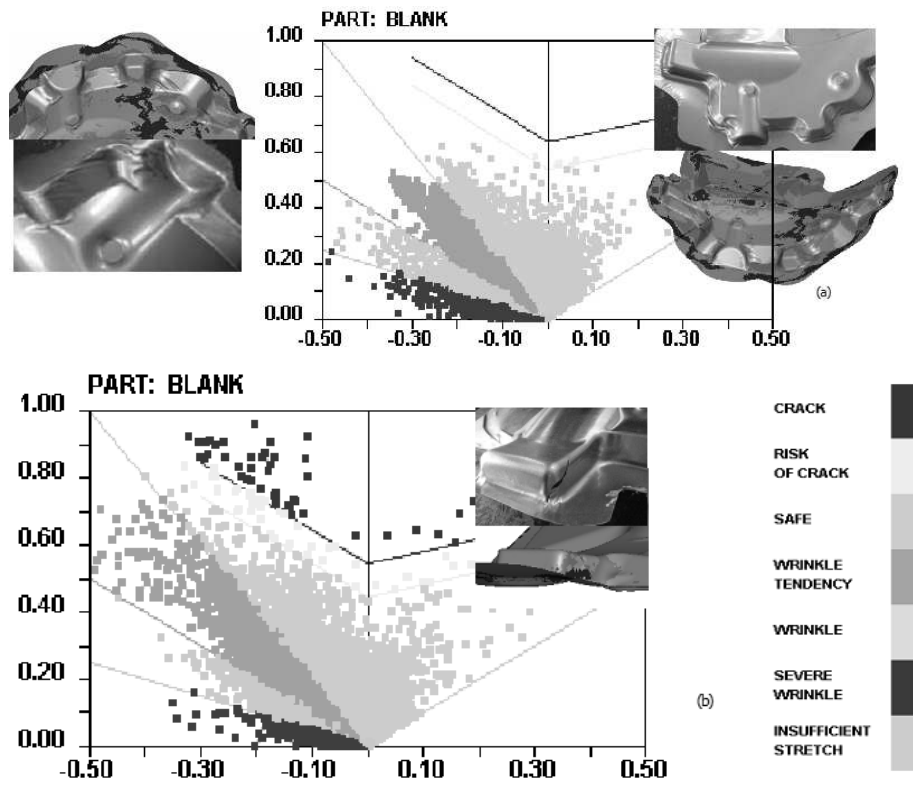 PART: BLANK
1.00
0.80
0.60
0.40
0.20
0.00
-0.50 -0.30 -0.10 0.10 0.30 0.50
(a)
PART: BLANK
1.00
0.80
0.60
0.40
0.20
0.00
-0.50 -0.30 -0.10 0.10 0.30 0.50
(b)
CRACK
RISK
OF CRACK
SAFE
WRINKLE
TENDENCY
WRINKLE
SEVERE
WRINKLE
INSUFFICIENT
STRETCH